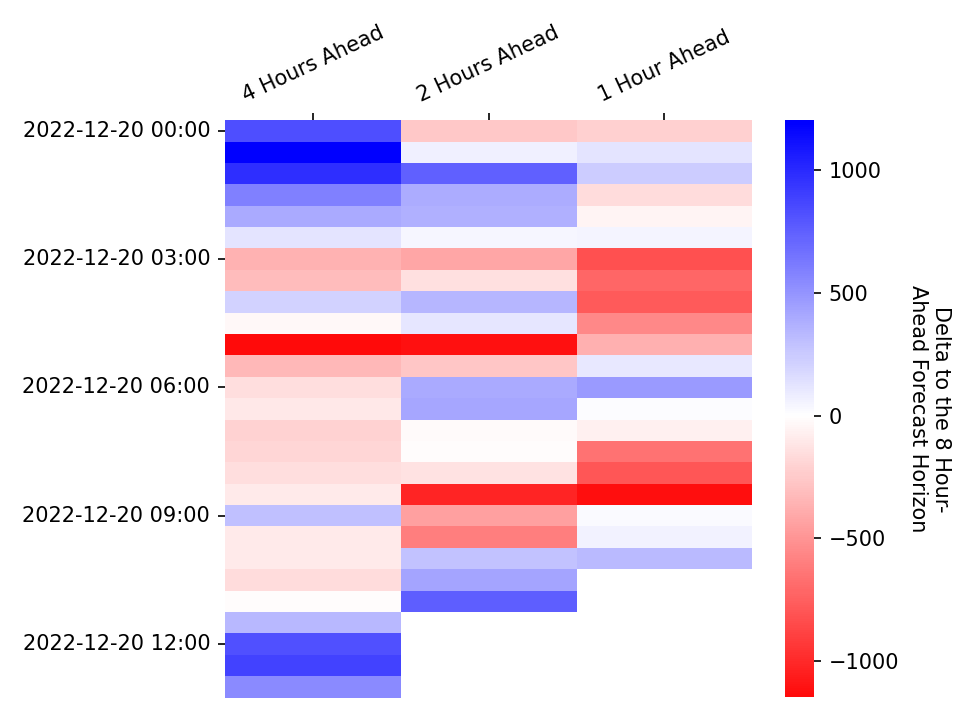 4 Hours Ahead
2 Hours Ahead
1 Hour Ahead
2022-12-20 00:00
2022-12-20 03:00
2022-12-20 06:00
2022-12-20 09:00
2022-12-20 12:00
1000
500
0
−500
−1000
Delta to the 8 Hour-
Ahead Forecast Horizon